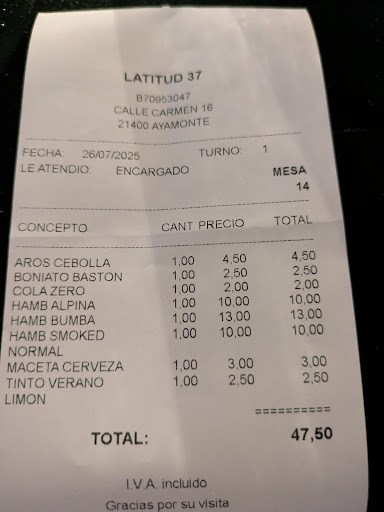 LATITUD 37
B70953047
CALLE CARMEN 16
21400 AYAMONTE
FECHA: 26/07/2025 TURNO: 1
LE ATENDIO: ENCARGADO MESA
14
CONCEPTO CANT PRECIO TOTAL
AROS CEBOLLA 1,00 4,50 4,50
BONIATO BASTON 1,00 2,50 2,50
COLA ZERO 1,00 2,00 2,00
HAMB ALPINA 1,00 10,00 10,00
HAMB BUMBA 1,00 13,00 13,00
HAMB SMOKED 1,00 10,00 10,00
NORMAL
MACETA CERVEZA 1,00 3,00 3,00
TINTO VERANO 1,00 2,50 2,50
LIMON
==========
TOTAL: 47,50
I.V.A. incluido
Gracias por su visita